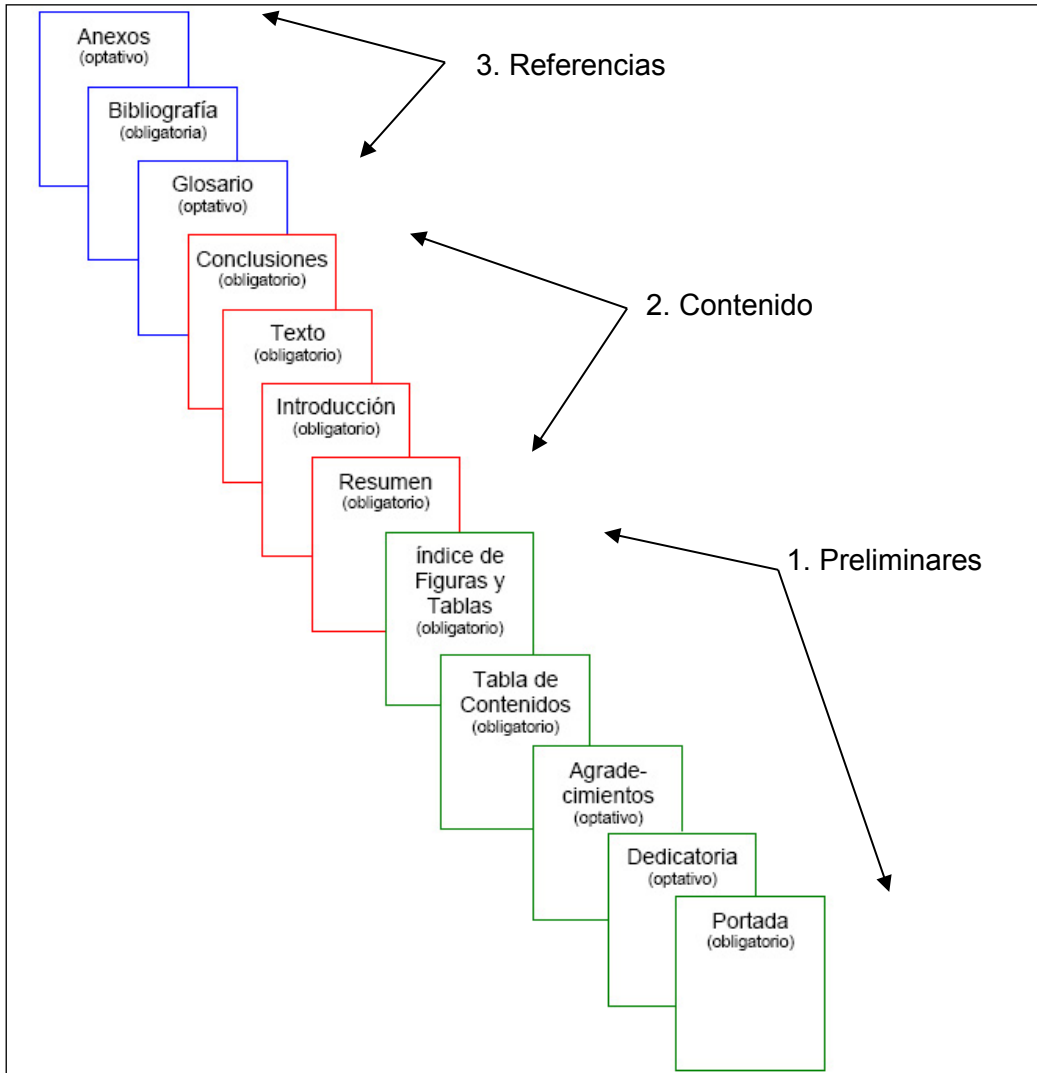 Anexos
(optativo)
3. Referencias
Bibliografía
(obligatoria)
Glosario
(optativo)
Conclusiones
(obligatorio)
2. Contenido
Texto
(obligatorio)
Introducción
(obligatorio)
Resumen
(obligatorio)
1. Preliminares
índice de
Figuras y
Tablas
(obligatorio)
Tabla de
Contenidos
(obligatorio)
Agrade-
cimientos
(optativo)
Dedicatoria
(optativo)
Portada
(obligatorio)